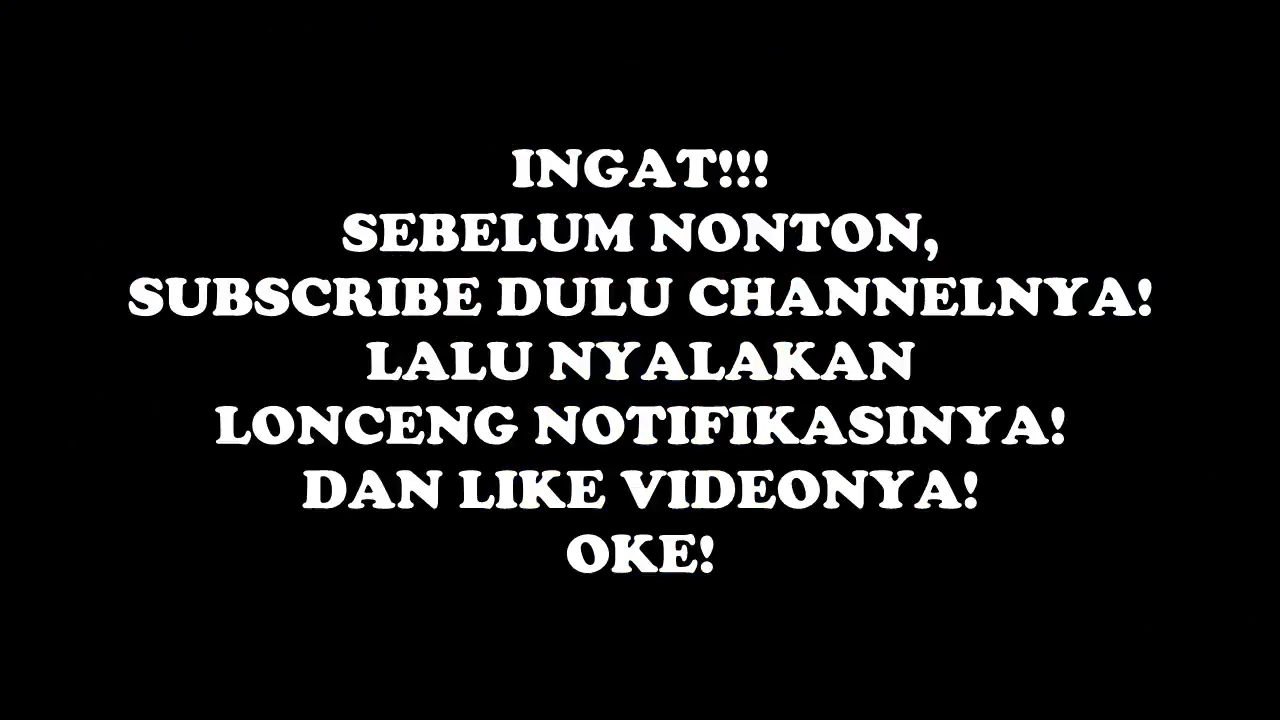 INGAT!!!
SEBELUM NONTON,
SUBSCRIBE DULU CHANNELNYA!
LALU NYALAKAN
LONCENG NOTIFIKASINYA!
DAN LIKE VIDEONYA!
OKE!